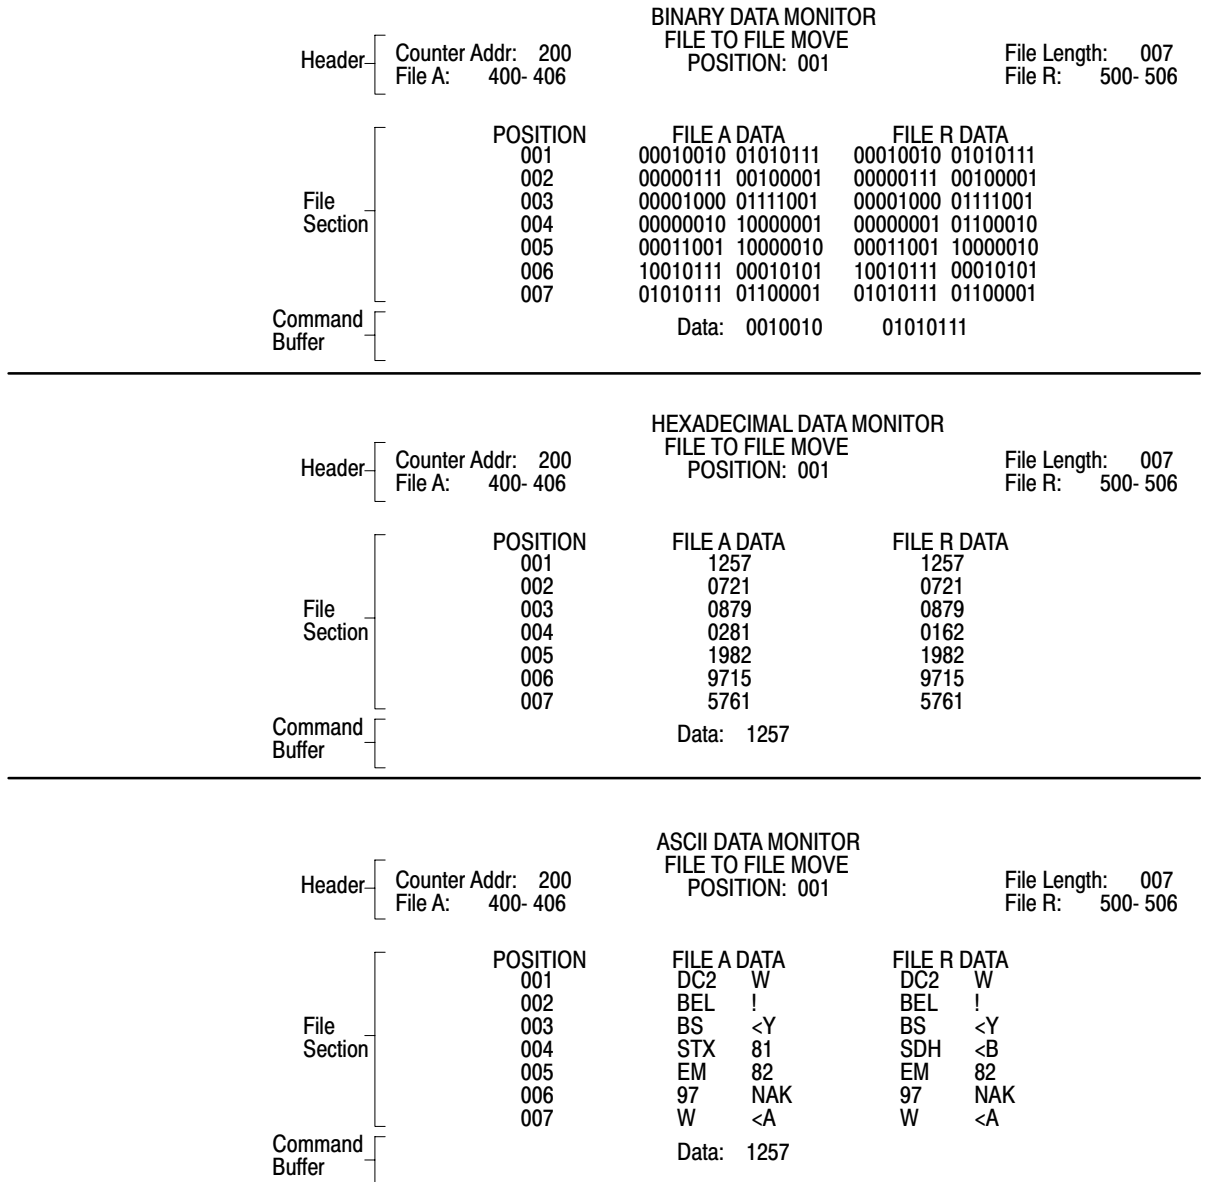 BINARY DATA MONITOR
FILE TO FILE MOVE
POSITION: 001
Header
Counter Addr: 200
File A: 400- 406
File Length: 007
File R: 500- 506
File
Section
POSITION FILE A DATA FILE R DATA
001 00010010 01010111 00010010 01010111
002 00000111 00100001 00000111 00100001
003 00001000 01111001 00001000 01111001
004 00000010 10000001 00000001 01100010
005 00011001 10000010 00011001 10000010
006 10010111 00010101 10010111 00010101
007 01010111 01100001 01010111 01100001
Command
Buffer
Data: 0010010 01010111
HEXADECIMAL DATA MONITOR
FILE TO FILE MOVE
POSITION: 001
Header
Counter Addr: 200
File A: 400- 406
File Length: 007
File R: 500- 506
File
Section
POSITION FILE A DATA FILE R DATA
001 1257 1257
002 0721 0721
003 0879 0879
004 0281 0162
005 1982 1982
006 9715 9715
007 5761 5761
Command
Buffer
Data: 1257
ASCII DATA MONITOR
FILE TO FILE MOVE
POSITION: 001
Header
Counter Addr: 200
File A: 400- 406
File Length: 007
File R: 500- 506
File
Section
POSITION FILE A DATA FILE R DATA
001 DC2 W DC2 W
002 BEL ! BEL !
003 BS <Y BS <Y
004 STX 81 SDH <B
005 EM 82 EM 82
006 97 NAK 97 NAK
007 W <A W <A
Command
Buffer
Data: 1257